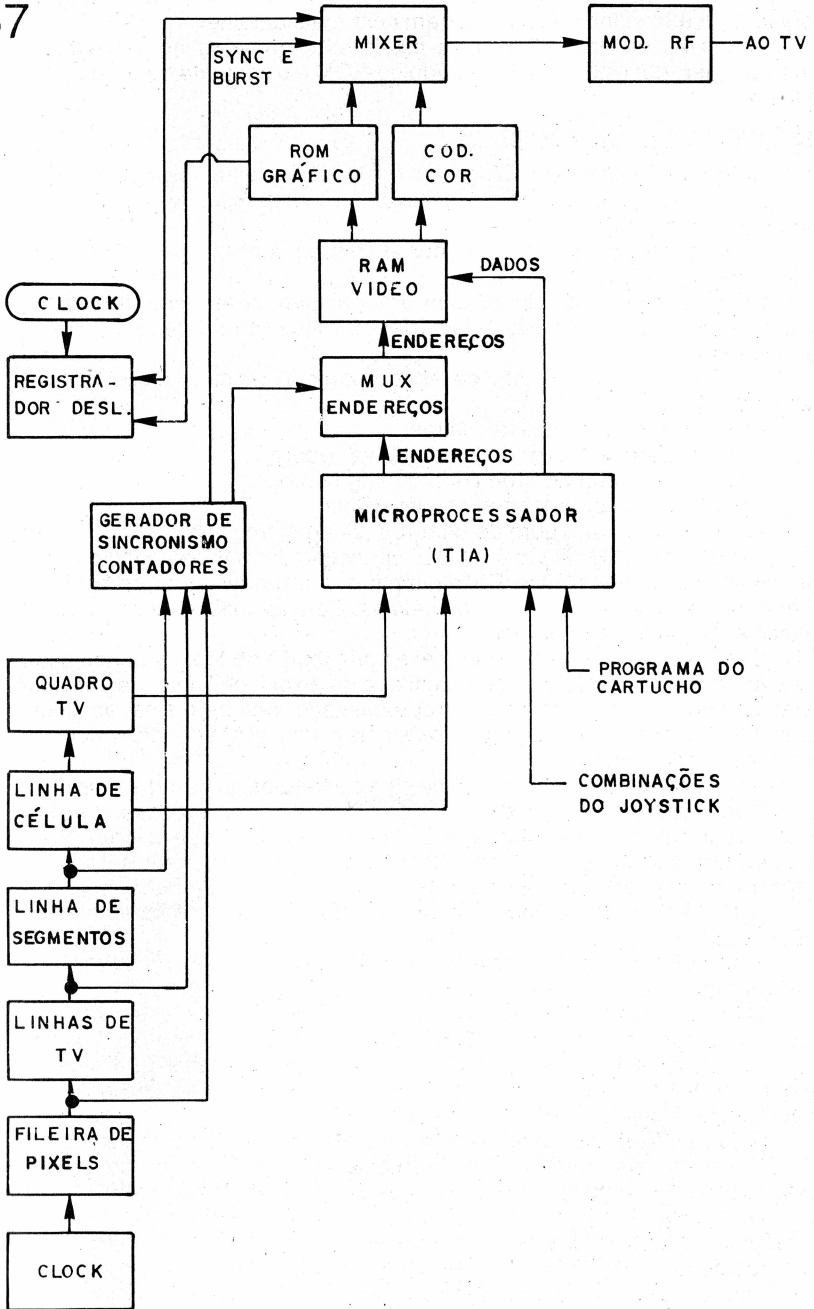 57
MIXER
MOD. RF
AO TV
SYNC E
BURST
ROM
GRÁFICO
COD.
COR
RAM
VIDEO
DADOS
CLOCK
ENDEREÇOS
REGISTRA-
DOR DESL.
MUX
ENDEREÇOS
ENDEREÇOS
GERADOR DE
SINCRONISMO
CONTADORES
MICROPROCESSADOR
(TIA)
QUADRO
TV
PROGRAMA DO
CARTUCHO
LINHA DE
CÉLULA
COMBINAÇÕES
DO JOYSTICK
LINHA DE
SEGMENTOS
LINHAS DE
TV
FILEIRA DE
PIXELS
CLOCK